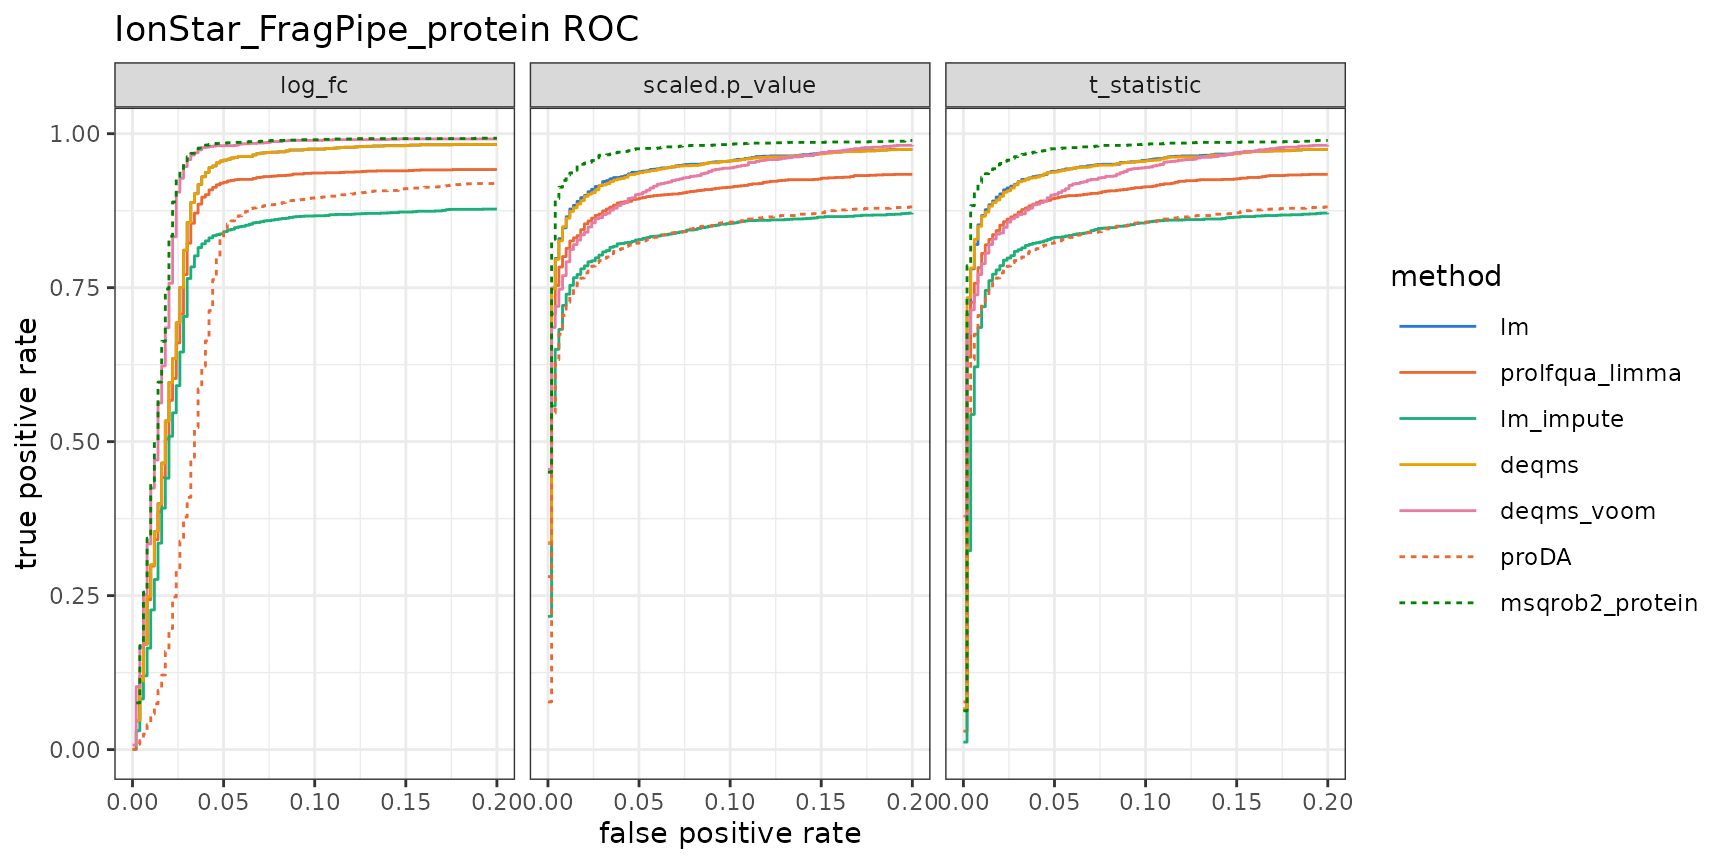 IonStar_FragPipe_protein ROC
log_fc
scaled.p_value
t_statistic
1.00
0.75
0.50
0.25
0.00
true positive rate
0.00 0.05 0.10 0.15 0.20
0.00 0.05 0.10 0.15 0.20
0.00 0.05 0.10 0.15 0.20
false positive rate
method
lm
prolfqua_limma
lm_impute
deqms
deqms_voom
proDA
msqrob2_protein